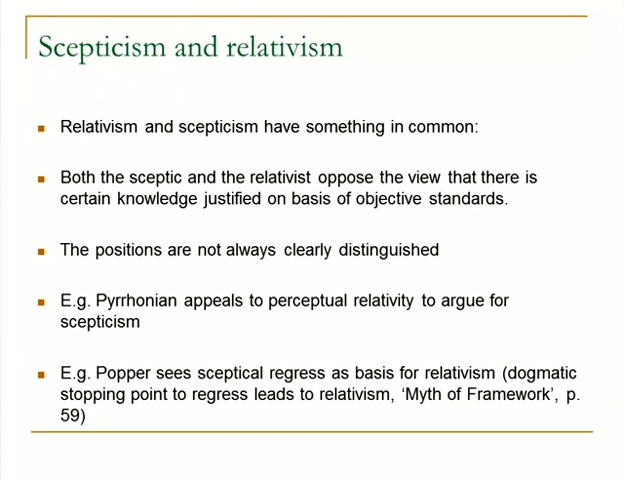 Scepticism and relativism
Relativism and scepticism have something in common:
Both the sceptic and the relativist oppose the view that there is
certain knowledge justified on basis of objective standards.
The positions are not always clearly distinguished
E.g. Pyrrhonian appeals to perceptual relativity to argue for
scepticism
E.g. Popper sees sceptical regress as basis for relativism (dogmatic
stopping point to regress leads to relativism, ‘Myth of Framework’, p.
59)